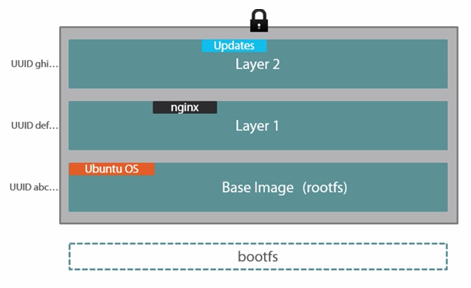 Updates
UUID ghi...
Layer 2
nginx
UUID def...
Layer 1
Ubuntu OS
UUID abc...
Base Image (rootfs)
bootfs